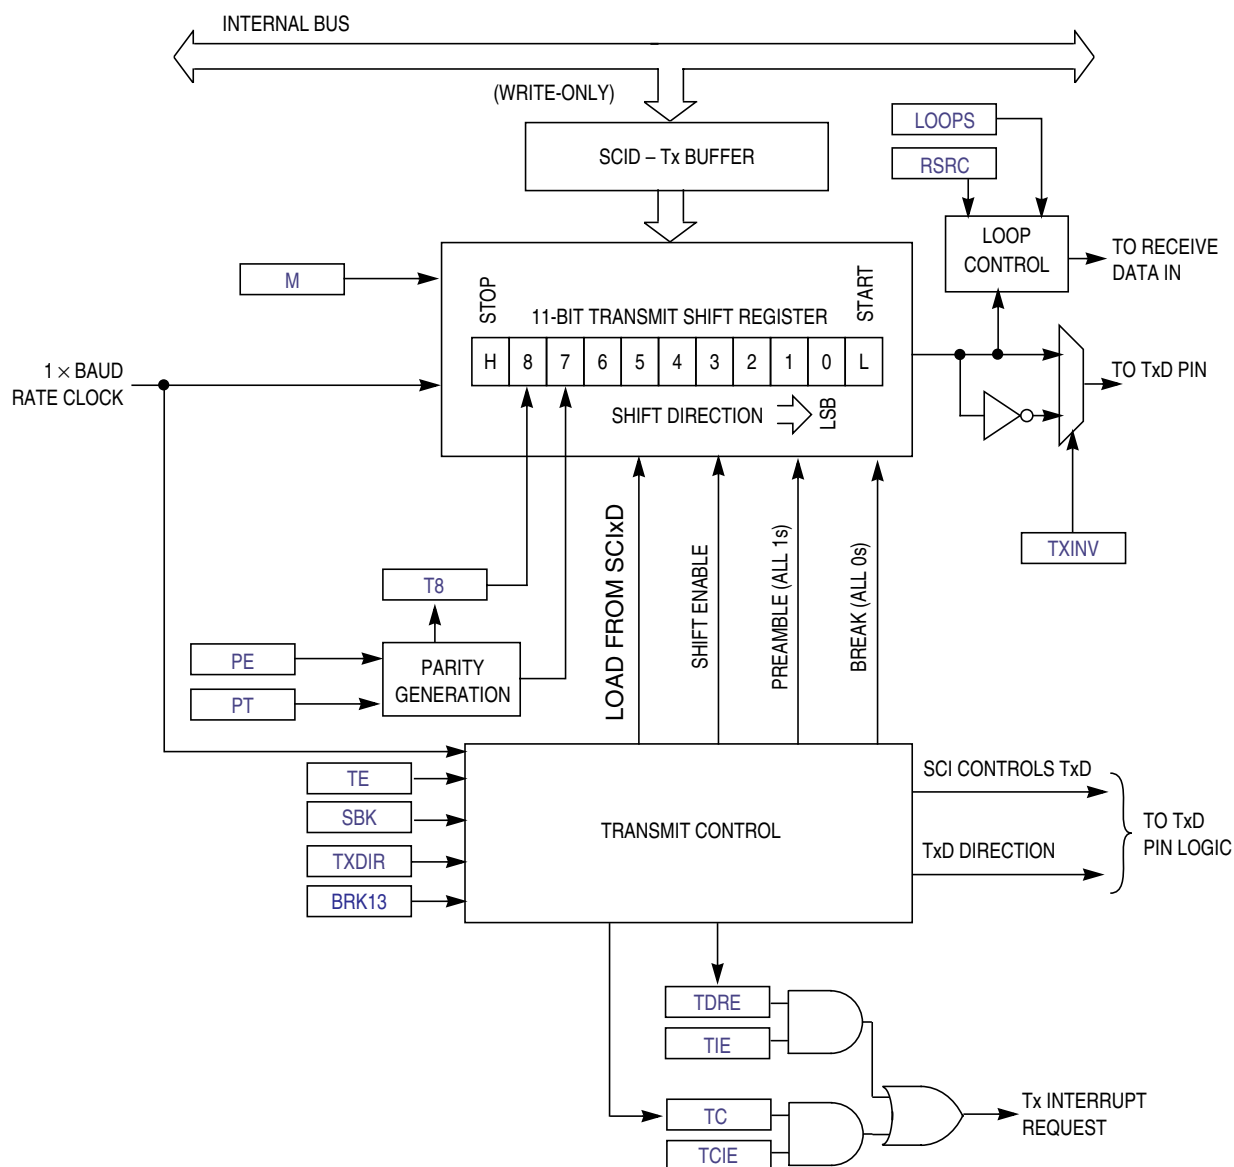 INTERNAL BUS
(WRITE-ONLY)
LOOPS
SCID – Tx BUFFER
RSRC
LOOP
CONTROL
TO RECEIVE
DATA IN
M
STOP
START
11-BIT TRANSMIT SHIFT REGISTER
H 8 7 6 5 4 3 2 1 0 L
1 × BAUD
RATE CLOCK
TO TxD PIN
SHIFT DIRECTION
LSB
TXINV
LOAD FROM SCIxD
SHIFT ENABLE
PREAMBLE (ALL 1s)
BREAK (ALL 0s)
T8
PE
PT
PARITY
GENERATION
TE
SBK
TXDIR
BRK13
TRANSMIT CONTROL
SCI CONTROLS TxD
TxD DIRECTION
TO TxD
PIN LOGIC
TDRE
TIE
TC
TCIE
Tx INTERRUPT
REQUEST